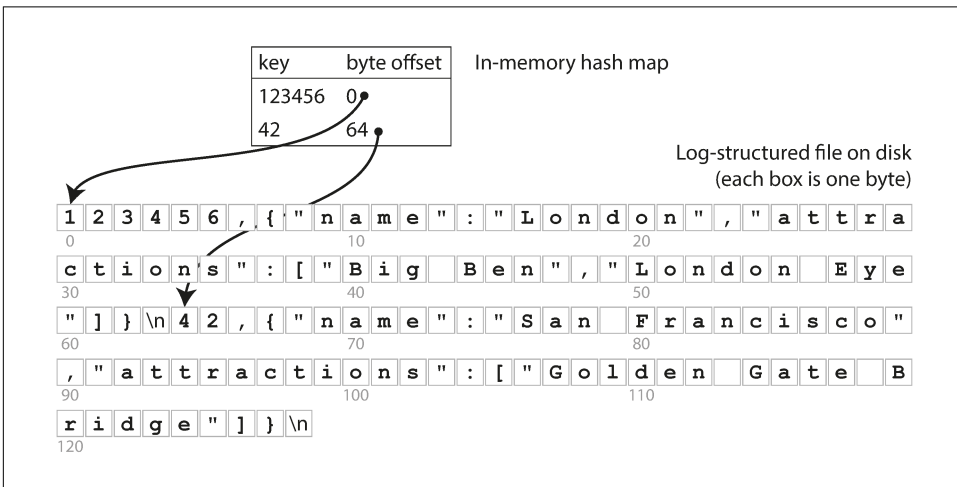 key byte offset
In-memory hash map
123456 0
42 64
Log-structured file on disk
(each box is one byte)
123456,{"name":"London","attra
0 10 20
ctions":["Big Ben","London Eye
30 40 50
"]}\n42,{"name":"San Francisco"
60 70 80
,"attractions":["Golden Gate B
90 100 110
ridge"]}\n
120